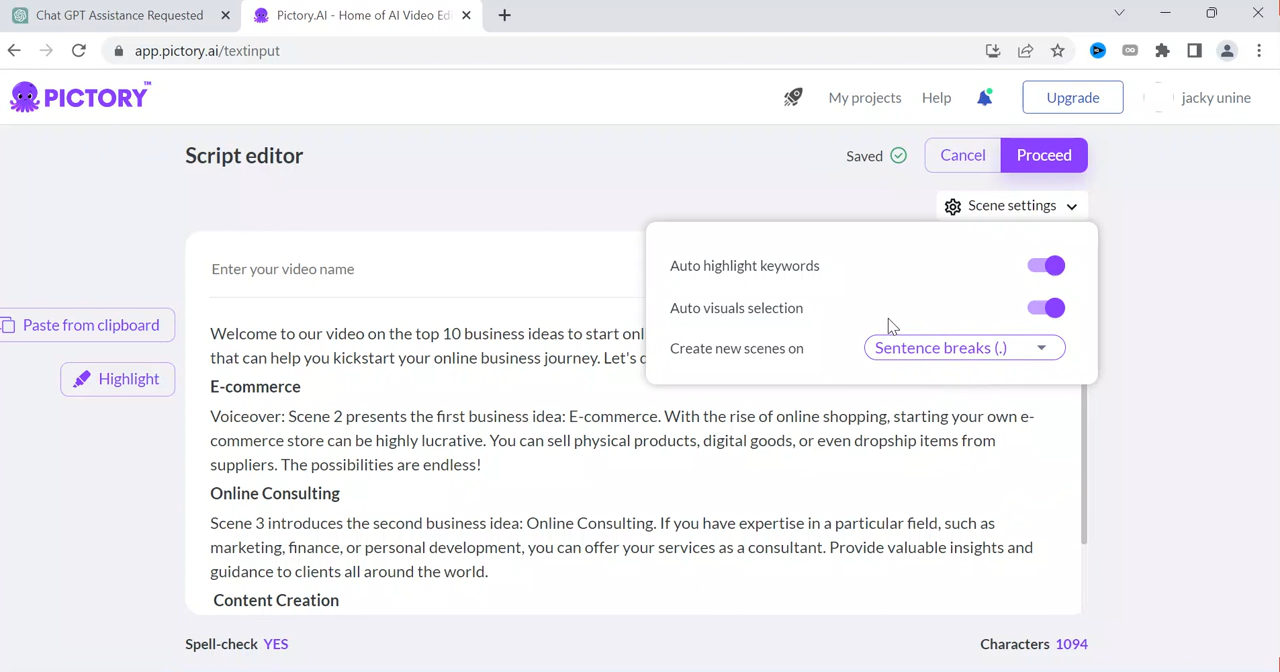 Chat GPT Assistance Requested
Pictory.AI - Home of AI Video Edi
app.pictory.ai/textinput
PICTORY™
My projects
Help
Upgrade
jacky unine
Script editor
Saved
Cancel
Proceed
Scene settings
Enter your video name
Auto highlight keywords
Auto visuals selection
Create new scenes on
Sentence breaks (.)
Paste from clipboard
Highlight
Welcome to our video on the top 10 business ideas to start onl
that can help you kickstart your online business journey. Let's d
E-commerce
Voiceover: Scene 2 presents the first business idea: E-commerce. With the rise of online shopping, starting your own e-
commerce store can be highly lucrative. You can sell physical products, digital goods, or even dropship items from
suppliers. The possibilities are endless!
Online Consulting
Scene 3 introduces the second business idea: Online Consulting. If you have expertise in a particular field, such as
marketing, finance, or personal development, you can offer your services as a consultant. Provide valuable insights and
guidance to clients all around the world.
Content Creation
Spell-check YES
Characters 1094